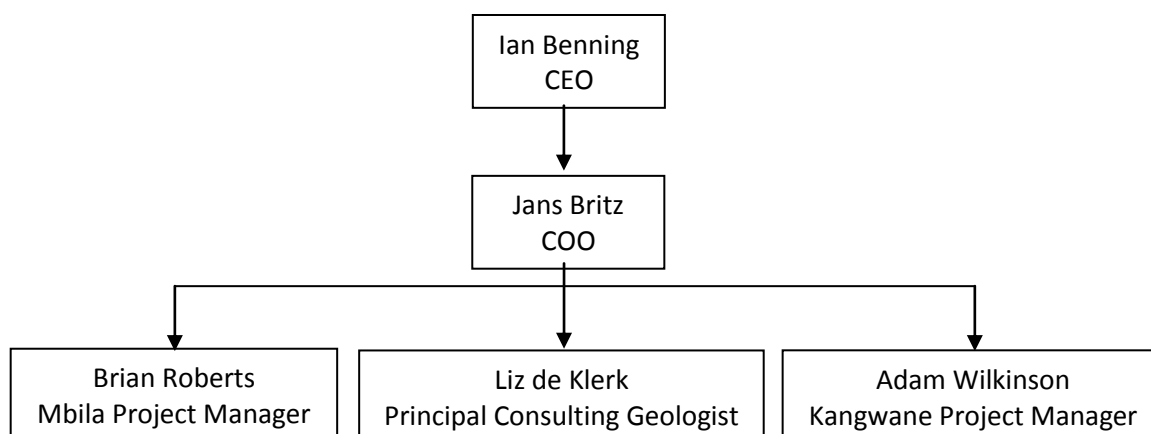 Ian Benning
CEO
Jans Britz
COO
Brian Roberts
Mbila Project Manager
Liz de Klerk
Principal Consulting Geologist
Adam Wilkinson
Kangwane Project Manager